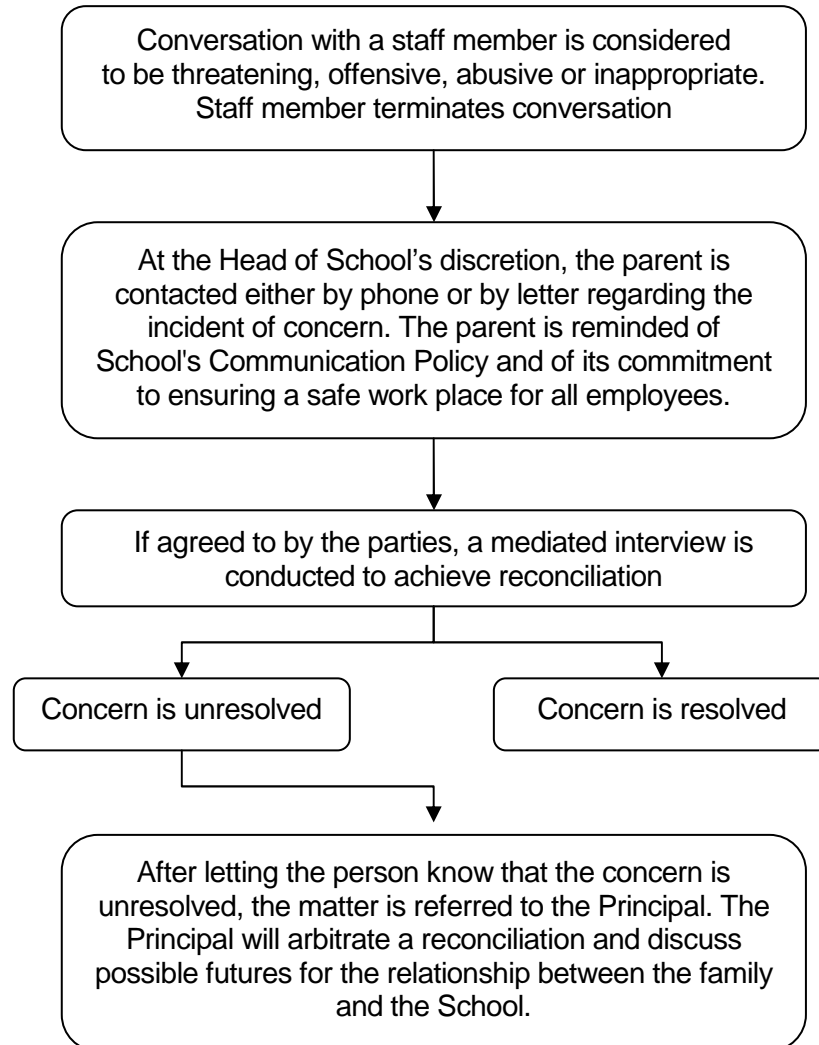 Conversation with a staff member is considered
to be threatening, offensive, abusive or inappropriate.
Staff member terminates conversation
At the Head of School’s discretion, the parent is
contacted either by phone or by letter regarding the
incident of concern. The parent is reminded of
School's Communication Policy and of its commitment
to ensuring a safe work place for all employees.
If agreed to by the parties, a mediated interview is
conducted to achieve reconciliation
Concern is unresolved
Concern is resolved
After letting the person know that the concern is
unresolved, the matter is referred to the Principal. The
Principal will arbitrate a reconciliation and discuss
possible futures for the relationship between the family
and the School.